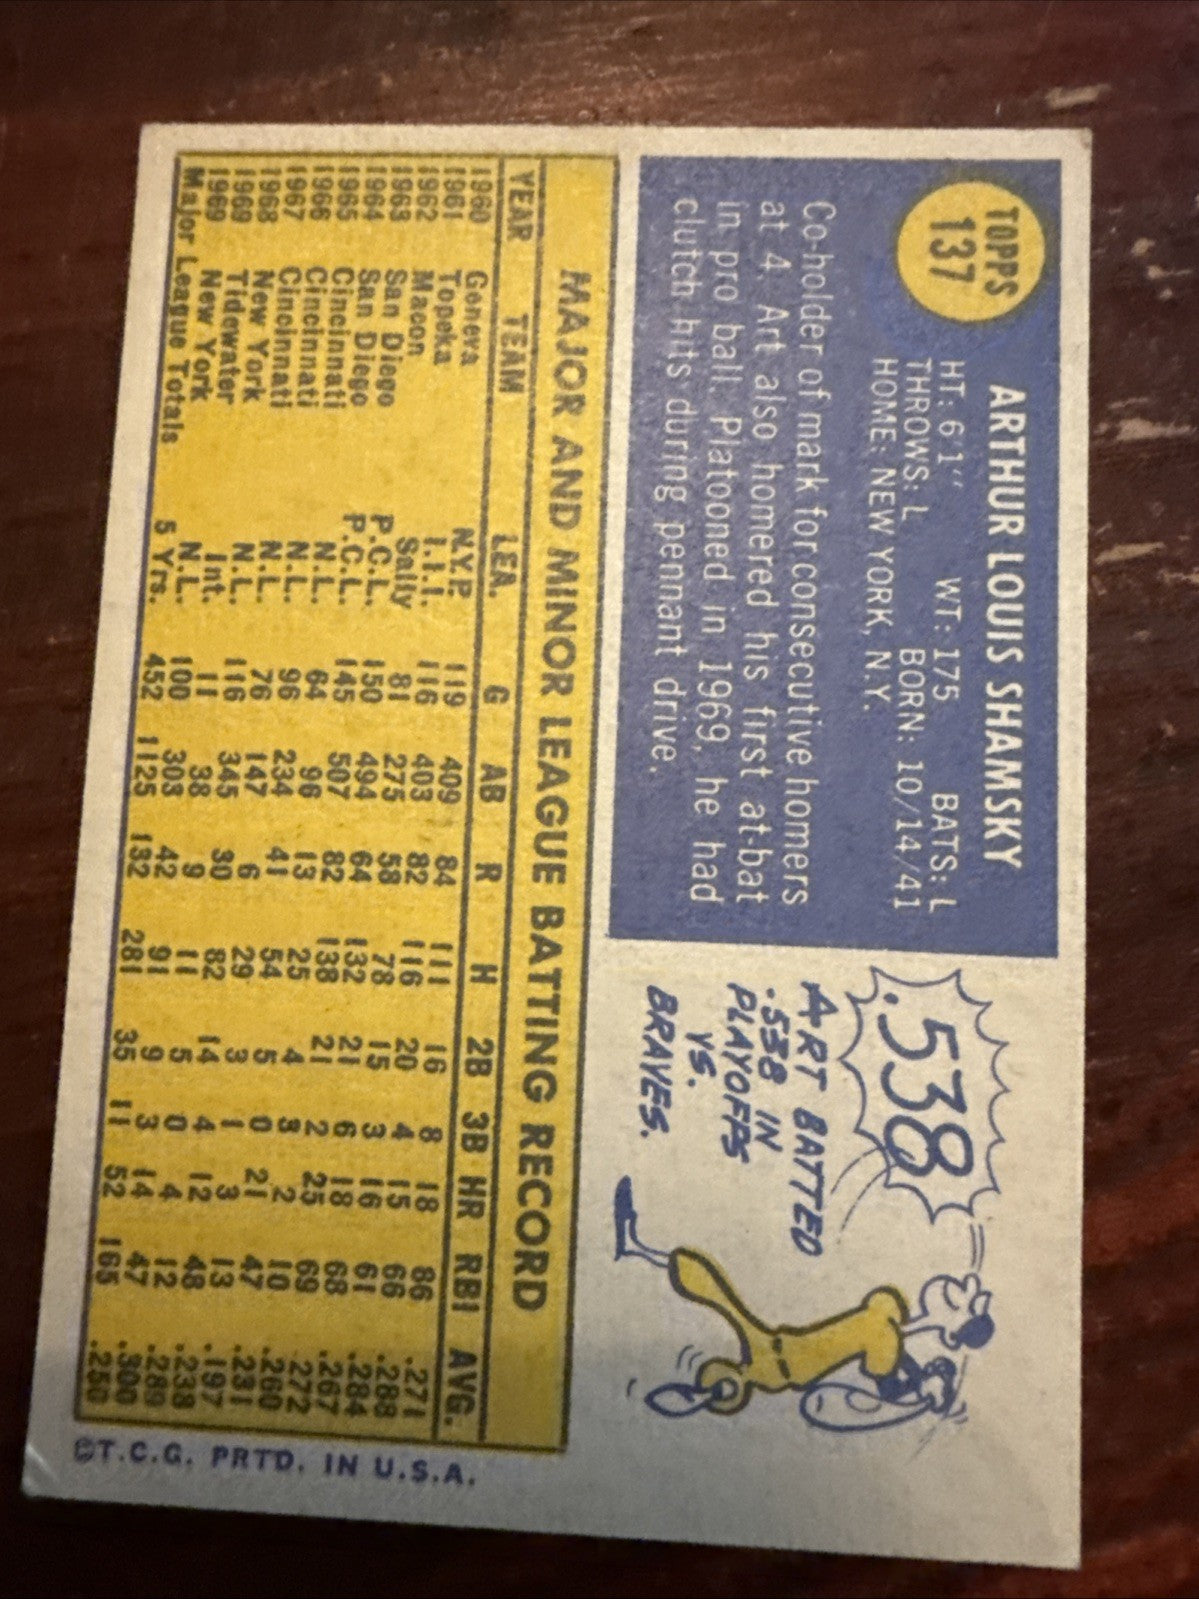 TOPPS
137
ARTHUR LOUIS SHAMSKY
HT: 6'1" WT: 175 BATS: L
THROWS: L BORN: 10/14/41
HOME: NEW YORK, N.Y.
Co-holder of mark for consecutive homers
at 4. Art also homered his first at-bat
in pro ball. Platooned in 1969, he had
clutch hits during pennant drive.
.538
ART BATTED
.538 IN
PLAYOFFS
VS.
BRAVES.
MAJOR AND MINOR LEAGUE BATTING RECORD
YEAR TEAM LEA. G AB R H 2B 3B HR RBI AVG.
1960 Geneva N.Y.P. 119 409 84 111 16 8 18 86 .271
1961 Topeka I.I.I. 116 403 82 116 20 4 15 66 .288
1962 Macon Sally 81 275 58 78 15 3 16 61 .284
1963 San Diego P.C.L. 150 494 64 132 21 6 18 68 .267
1964 San Diego P.C.L. 145 507 82 138 21 2 25 69 .272
1965 Cincinnati N.L. 64 96 13 25 4 3 2 10 .260
1966 Cincinnati N.L. 96 234 41 54 5 0 21 47 .231
1967 Cincinnati N.L. 76 147 6 29 3 1 3 13 .197
1968 New York N.L. 116 345 30 82 14 4 12 48 .238
1969 Tidewater Int. 11 38 9 11 5 0 4 12 .289
1969 New York N.L. 100 303 42 91 9 3 14 47 .300
Major League Totals 5 Yrs. 452 1125 132 281 35 11 52 165 .250
©T.C.G. PRTD. IN U.S.A.